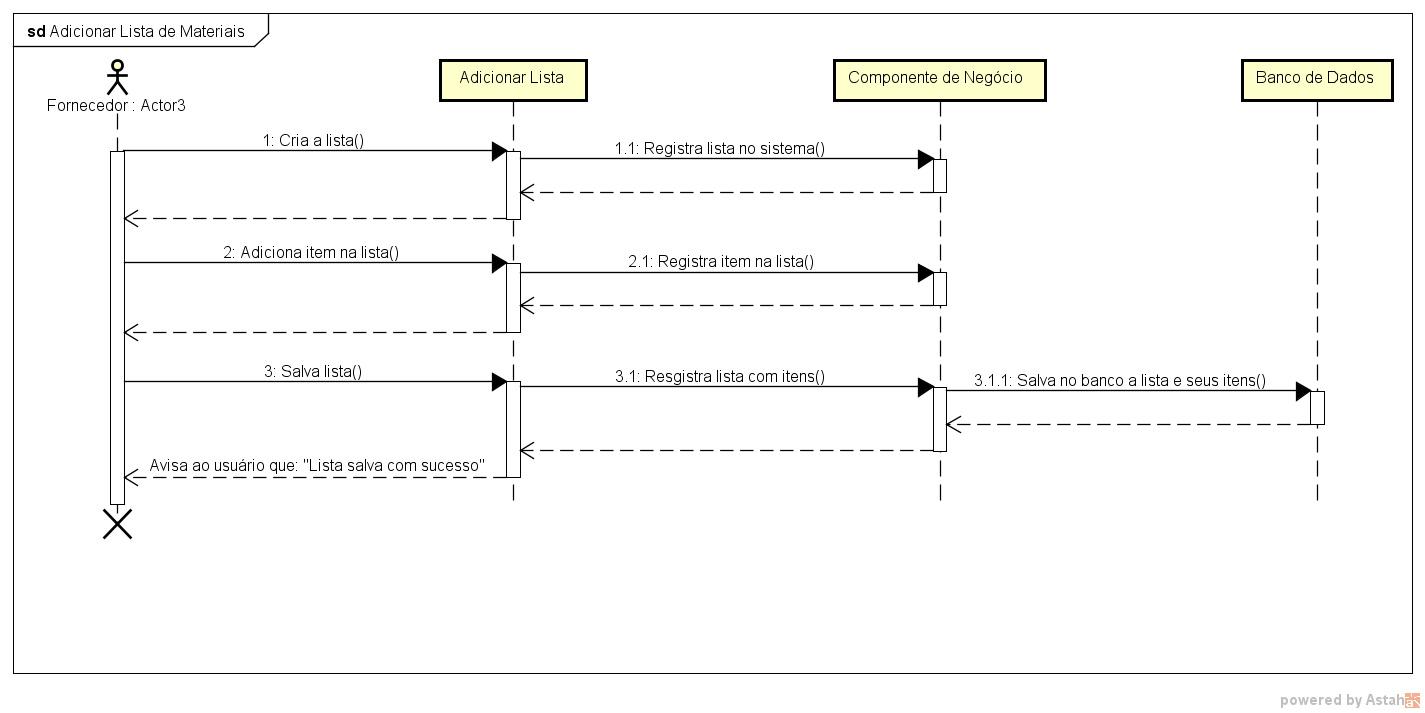 sd Adicionar Lista de Materiais
Fornecedor : Actor3
Adicionar Lista
Componente de Negócio
Banco de Dados
1: Cria a lista()
1.1: Registra lista no sistema()
2: Adiciona item na lista()
2.1: Registra item na lista()
3: Salva lista()
3.1: Resgistra lista com itens()
3.1.1: Salva no banco a lista e seus itens()
Avisa ao usuário que: "Lista salva com sucesso"
powered by Astah